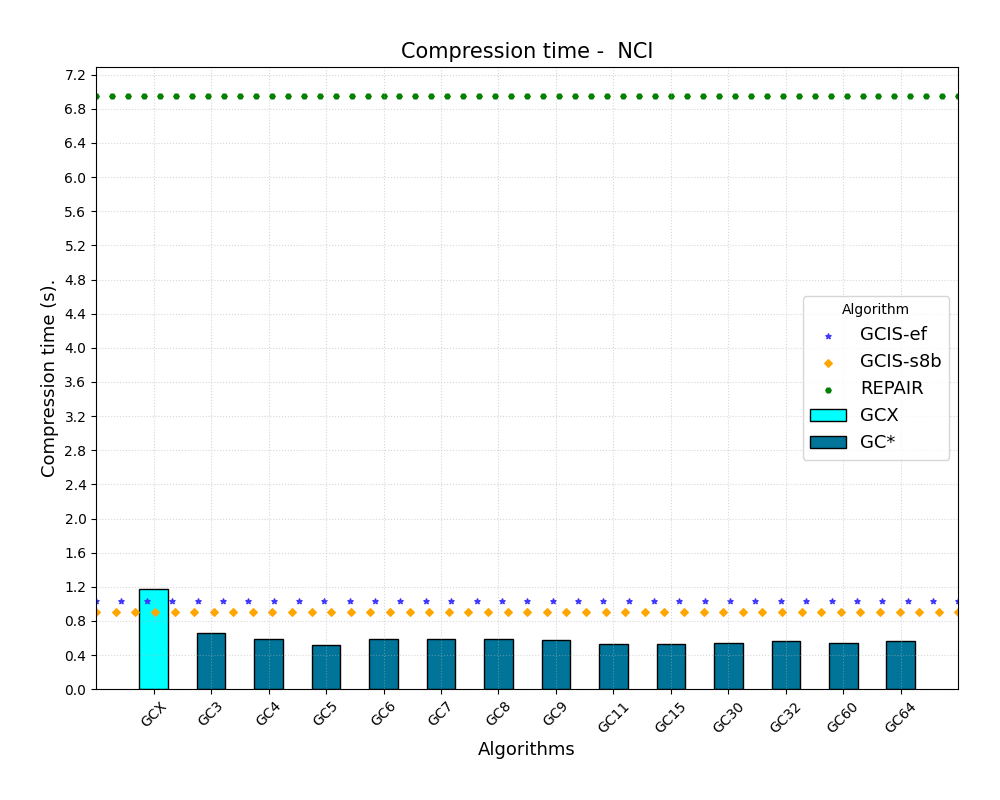 Compression time -  NCI
Compression time (s).
7.2
6.8
6.4
6.0
5.6
5.2
4.8
4.4
4.0
3.6
3.2
2.8
2.4
2.0
1.6
1.2
0.8
0.4
0.0
Algorithm
GCIS-ef
GCIS-s8b
REPAIR
GCX
GC*
GCX
GC3
GC4
GC5
GC6
GC7
GC8
GC9
GC11
GC15
GC30
GC32
GC60
GC64
Algorithms